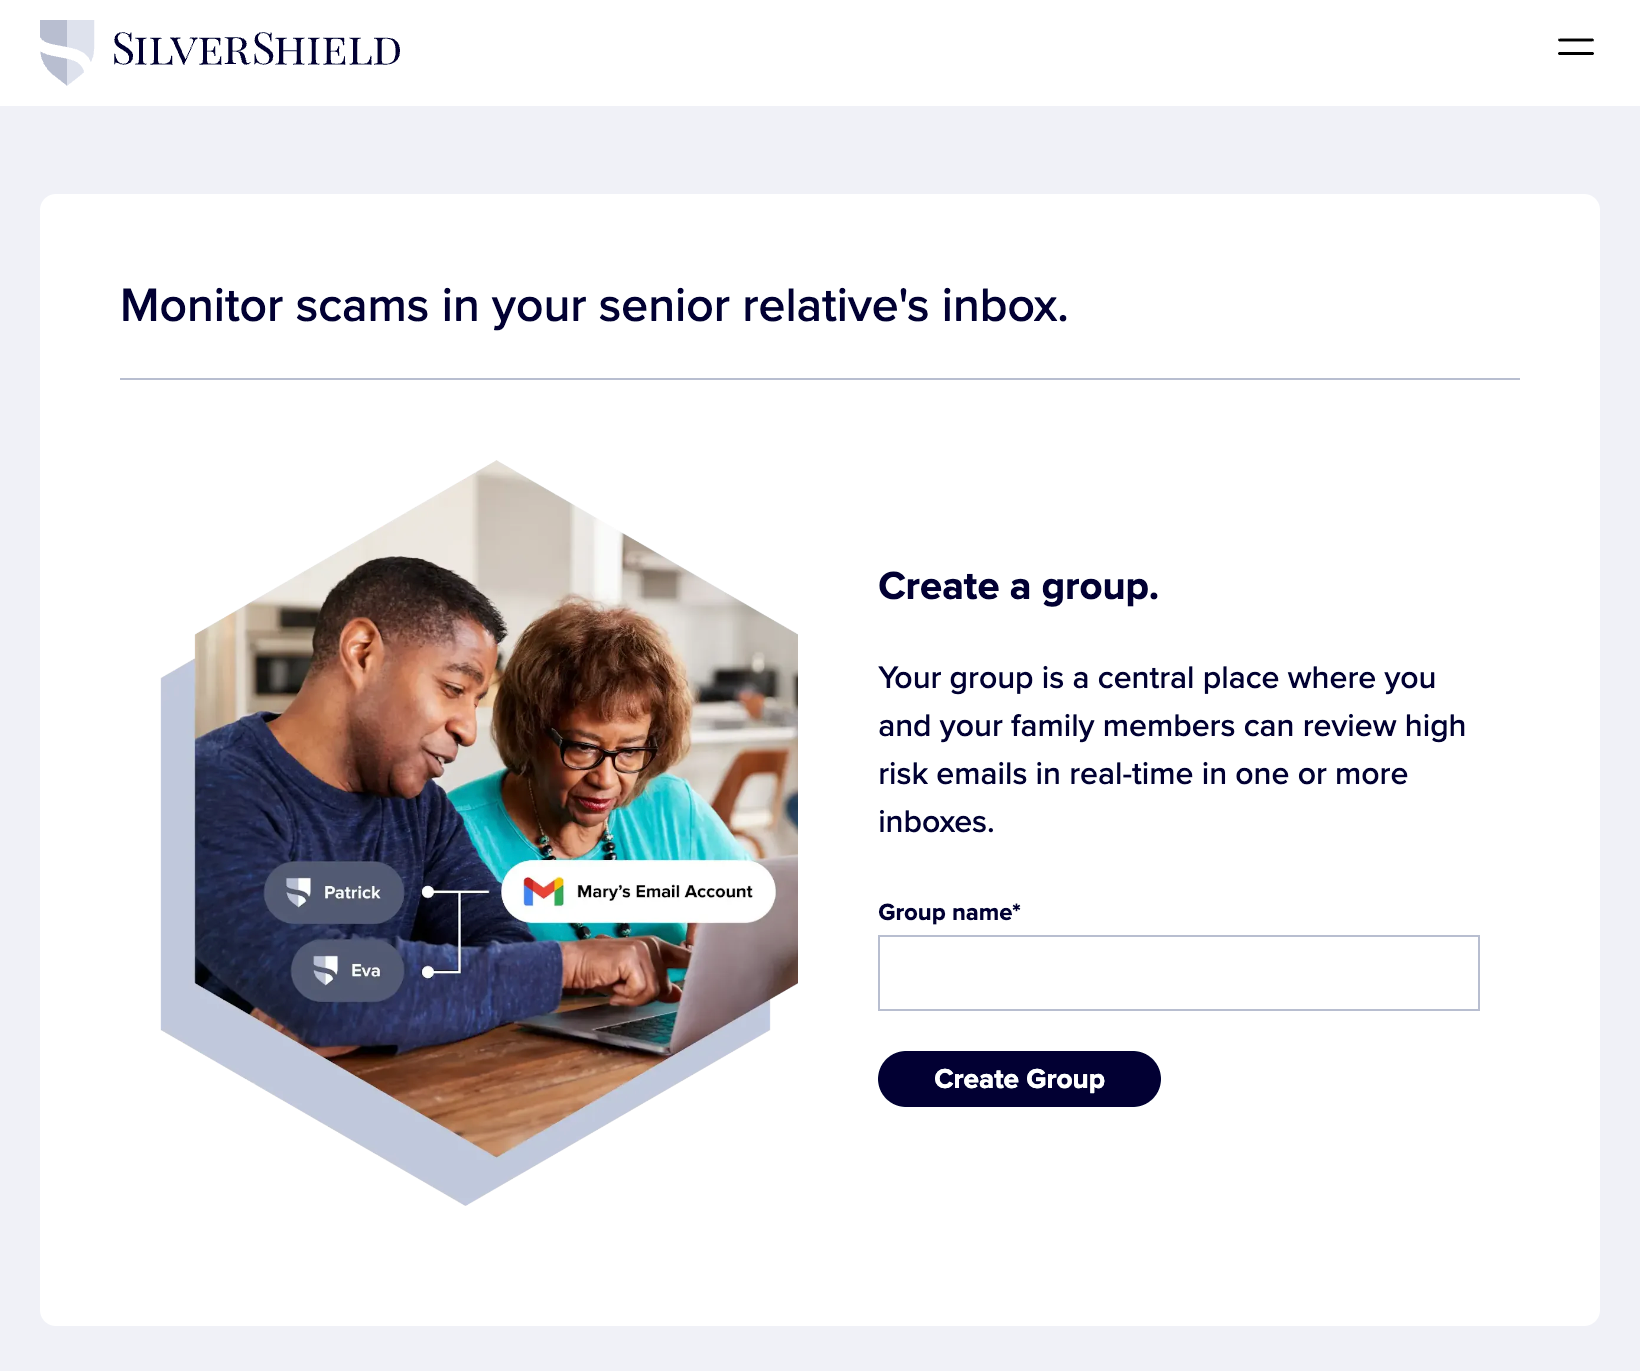 SILVERSHIELD
Monitor scams in your senior relative's inbox.
Create a group.
Your group is a central place where you
and your family members can review high
risk emails in real-time in one or more
inboxes.
Patrick
Mary’s Email Account
Eva
Group name*
Create Group